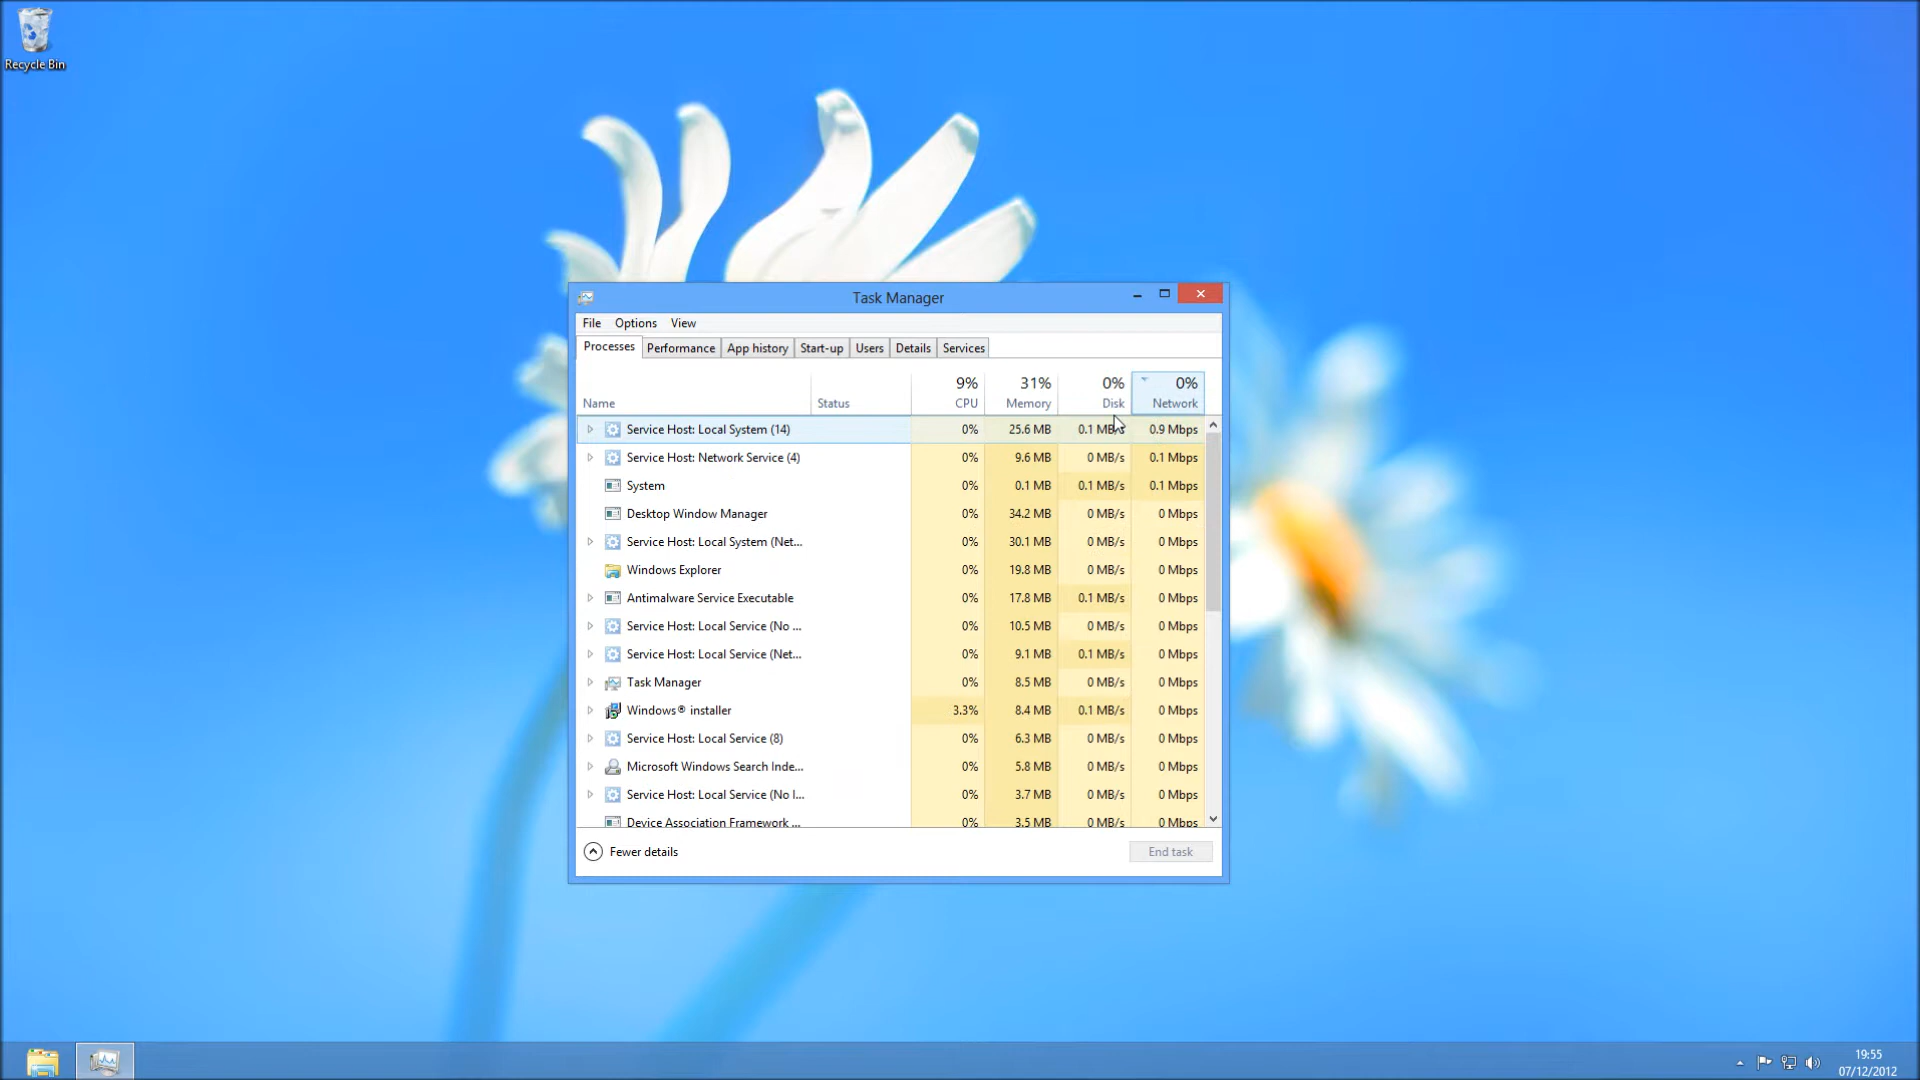 Recycle Bin
Task Manager
File Options View
Processes Performance App history Start-up Users Details Services
9% 31% 0% 0%
Name Status CPU Memory Disk Network
Service Host: Local System (14) 0% 25.6 MB 0.1 MB/s 0.9 Mbps
Service Host: Network Service (4) 0% 9.6 MB 0 MB/s 0.1 Mbps
System 0% 0.1 MB 0.1 MB/s 0.1 Mbps
Desktop Window Manager 0% 34.2 MB 0 MB/s 0 Mbps
Service Host: Local System (Net... 0% 30.1 MB 0 MB/s 0 Mbps
Windows Explorer 0% 19.8 MB 0 MB/s 0 Mbps
Antimalware Service Executable 0% 17.8 MB 0.1 MB/s 0 Mbps
Service Host: Local Service (No ... 0% 10.5 MB 0 MB/s 0 Mbps
Service Host: Local Service (Net... 0% 9.1 MB 0.1 MB/s 0 Mbps
Task Manager 0% 8.5 MB 0 MB/s 0 Mbps
Windows® installer 3.3% 8.4 MB 0.1 MB/s 0 Mbps
Service Host: Local Service (8) 0% 6.3 MB 0 MB/s 0 Mbps
Microsoft Windows Search Inde... 0% 5.8 MB 0 MB/s 0 Mbps
Service Host: Local Service (No I... 0% 3.7 MB 0 MB/s 0 Mbps
Device Association Framework ... 0% 3.5 MB 0 MB/s 0 Mbps
Fewer details End task
19:55
07/12/2012